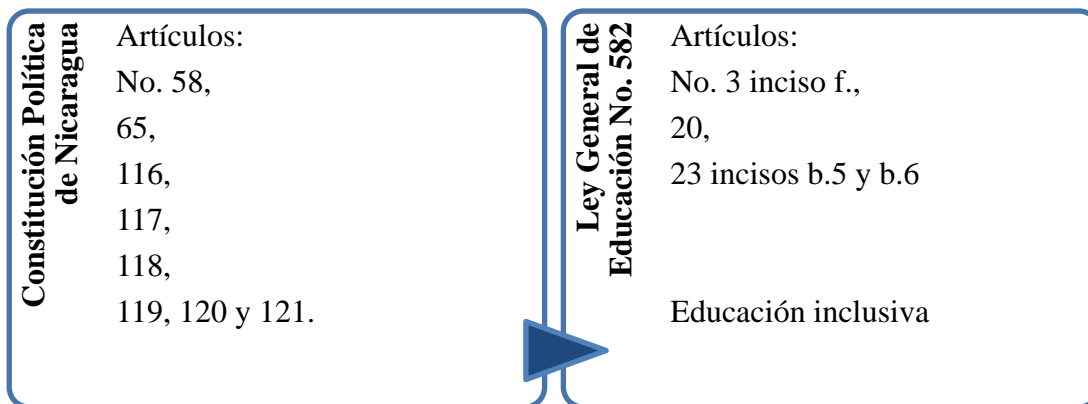 Constitución Política
de Nicaragua
Artículos:
No. 58,
65,
116,
117,
118,
119, 120 y 121.
Ley General de
Educación No. 582
Artículos:
No. 3 inciso f.,
20,
23 incisos b.5 y b.6
Educación inclusiva